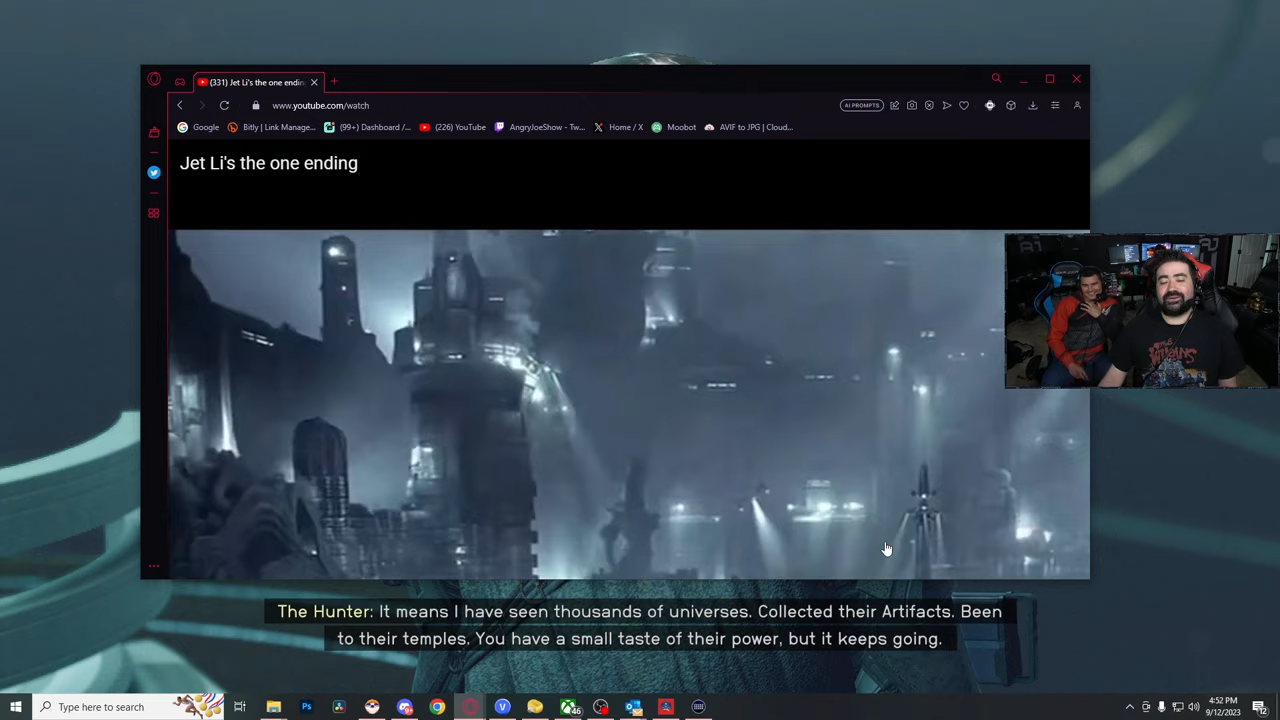 (331) Jet Li's the one endin
www.youtube.com/watch
AI PROMPTS
Google
Bitly | Link Manage...
(99+) Dashboard /...
(226) YouTube
AngryJoeShow - Tw...
Home / X
Moobot
AVIF to JPG | Cloud...
Jet Li's the one ending
The Hunter: It means I have seen thousands of universes. Collected their Artifacts. Been
to their temples. You have a small taste of their power, but it keeps going.
Type here to search
46
4:52 PM
9/12/2023
12